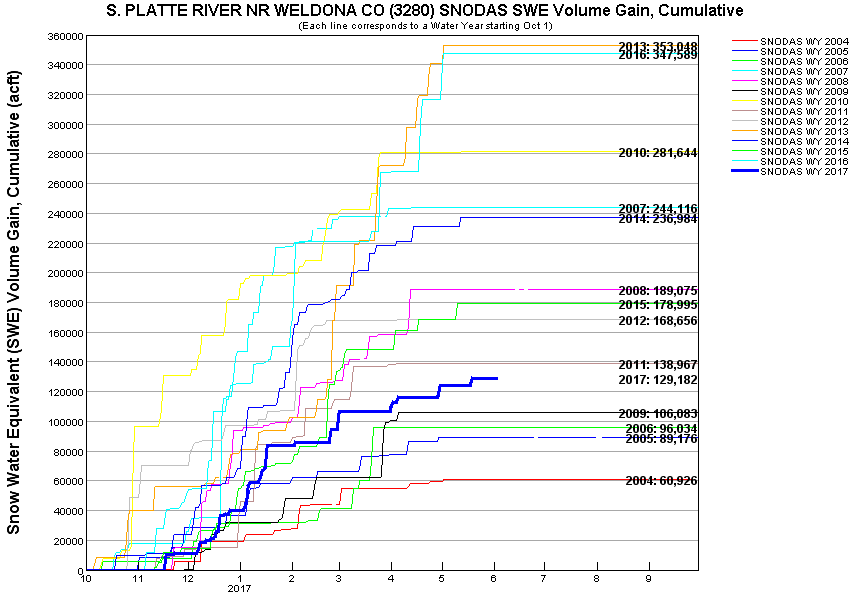 S. PLATTE RIVER NR WELDONA CO (3280) SNODAS SWE Volume Gain, Cumulative
(Each line corresponds to a Water Year starting Oct 1)
Snow Water Equivalent (SWE) Volume Gain, Cumulative (acft)
360000
340000
320000
300000
280000
260000
240000
220000
200000
180000
160000
140000
120000
100000
80000
60000
40000
20000
0
2013: 353,048
2016: 347,589
2010: 281,644
2007: 244,116
2014: 236,984
2008: 189,075
2015: 178,995
2012: 168,656
2011: 138,967
2017: 129,182
2009: 106,083
2006: 96,034
2005: 89,176
2004: 60,926
10 11 12 1 2 3 4 5 6 7 8 9
2017
SNODAS WY 2004
SNODAS WY 2005
SNODAS WY 2006
SNODAS WY 2007
SNODAS WY 2008
SNODAS WY 2009
SNODAS WY 2010
SNODAS WY 2011
SNODAS WY 2012
SNODAS WY 2013
SNODAS WY 2014
SNODAS WY 2015
SNODAS WY 2016
SNODAS WY 2017